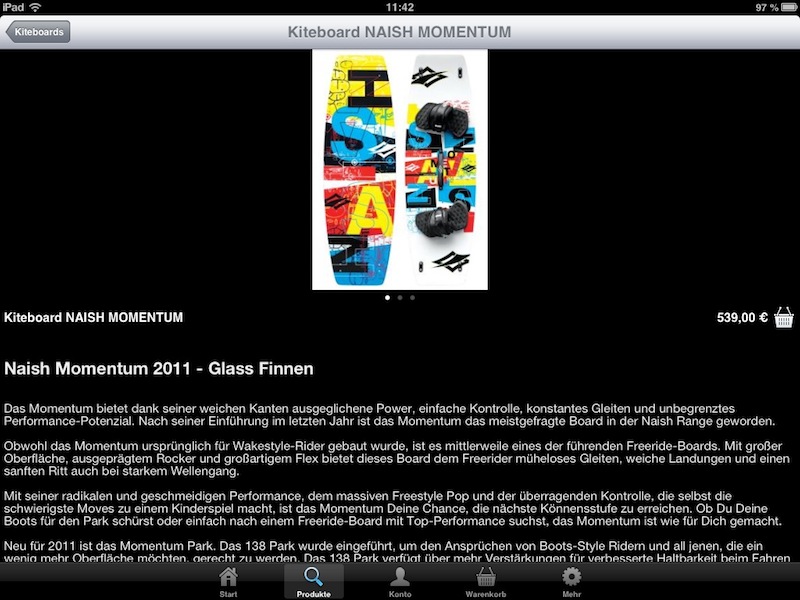 iPad
11:42
97 %
Kiteboards
Kiteboard NAISH MOMENTUM
NAISH
Kiteboard NAISH MOMENTUM
539,00 €
Naish Momentum 2011 - Glass Finnen
Das Momentum bietet dank seiner weichen Kanten ausgeglichene Power, einfache Kontrolle, konstantes Gleiten und unbegrenztes
Performance-Potenzial. Nach seiner Einführung im letzten Jahr ist das Momentum das meistgefragte Board in der Naish Range geworden.
Obwohl das Momentum ursprünglich für Wakestyle-Rider gebaut wurde, ist es mittlerweile eines der führenden Freeride-Boards. Mit großer
Oberfläche, ausgeprägtem Rocker und großartigem Flex bietet dieses Board dem Freerider müheloses Gleiten, weiche Landungen und einen
sanften Ritt auch bei starkem Wellengang.
Mit seiner radikalen und geschmeidigen Performance, dem massiven Freestyle Pop und der überragenden Kontrolle, die selbst die
schwierigste Moves zu einem Kinderspiel macht, ist das Momentum Deine Chance, die nächste Könnensstufe zu erreichen. Ob Du Deine
Boots für den Park schürst oder einfach nach einem Freeride-Board mit Top-Performance suchst, das Momentum ist wie für Dich gemacht.
Neu für 2011 ist das Momentum Park. Das 138 Park wurde eingeführt, um den Ansprüchen von Boots-Style Ridern und all jenen, die ein
wenig mehr Oberfläche möchten, gerecht zu werden. Das 138 Park verfügt über mehr Verstärkungen für verbesserte Haltbarkeit beim Fahren
Start
Produkte
Konto
Warenkorb
Mehr